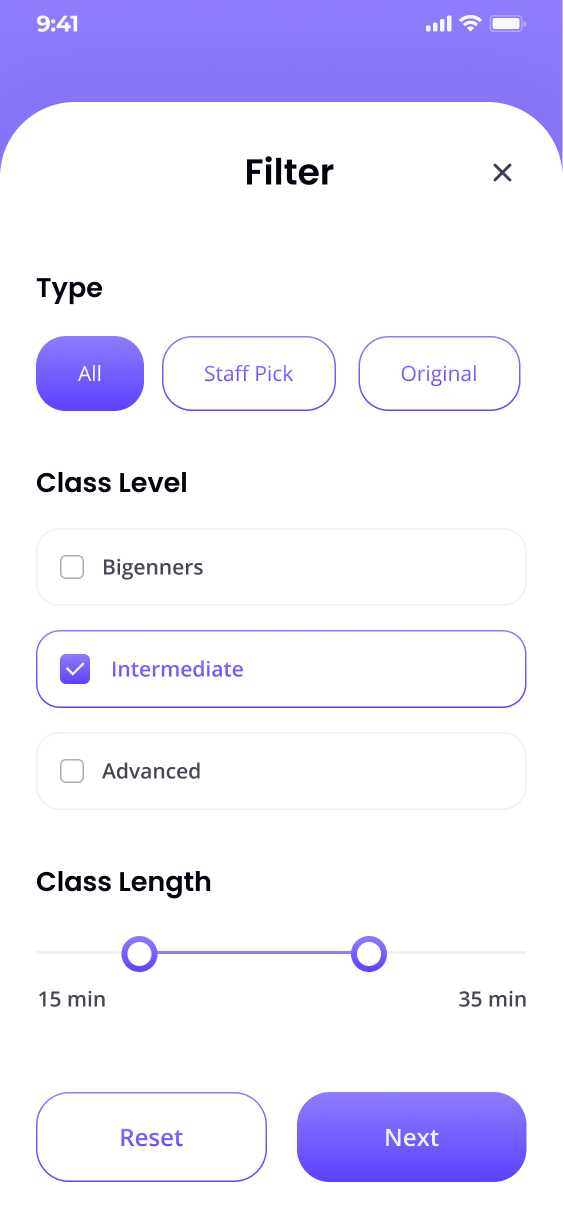 9:41
Filter
Type
All Staff Pick Original
Class Level
Bigenners
Intermediate
Advanced
Class Length
15 min 35 min
Reset Next